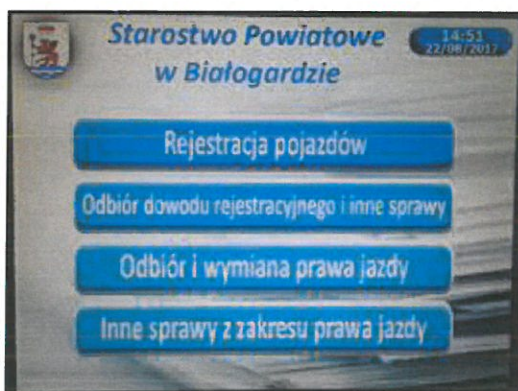 Starostwo Powiatowe
w Białogardzie
14:51
22/08/2017
Rejestracja pojazdów
Odbiór dowodu rejestracyjnego i inne sprawy
Odbiór i wymiana prawa jazdy
Inne sprawy z zakresu prawa jazdy